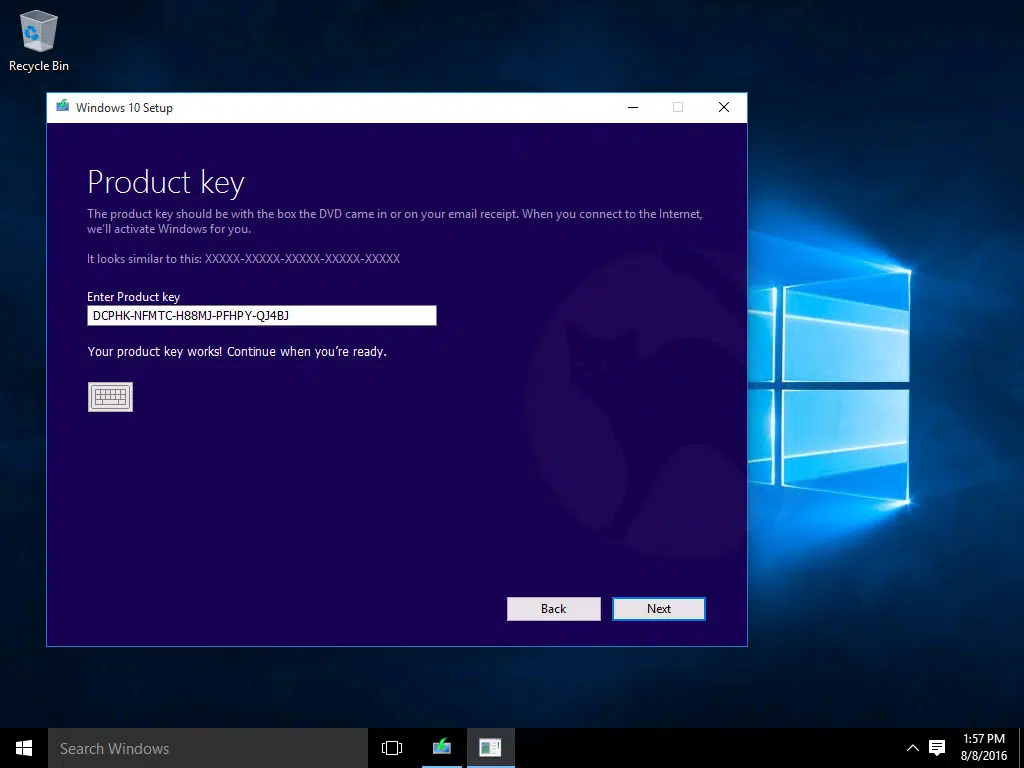 Recycle Bin
Windows 10 Setup
Product key
The product key should be with the box the DVD came in or on your email receipt. When you connect to the Internet,
we'll activate Windows for you.
It looks similar to this: XXXXX-XXXXX-XXXXX-XXXXX-XXXXX
Enter Product key
DCPHK-NFMTC-H88MJ-PFHPY-QJ4BJ
Your product key works! Continue when you're ready.
Back Next
Search Windows
1:57 PM
8/8/2016